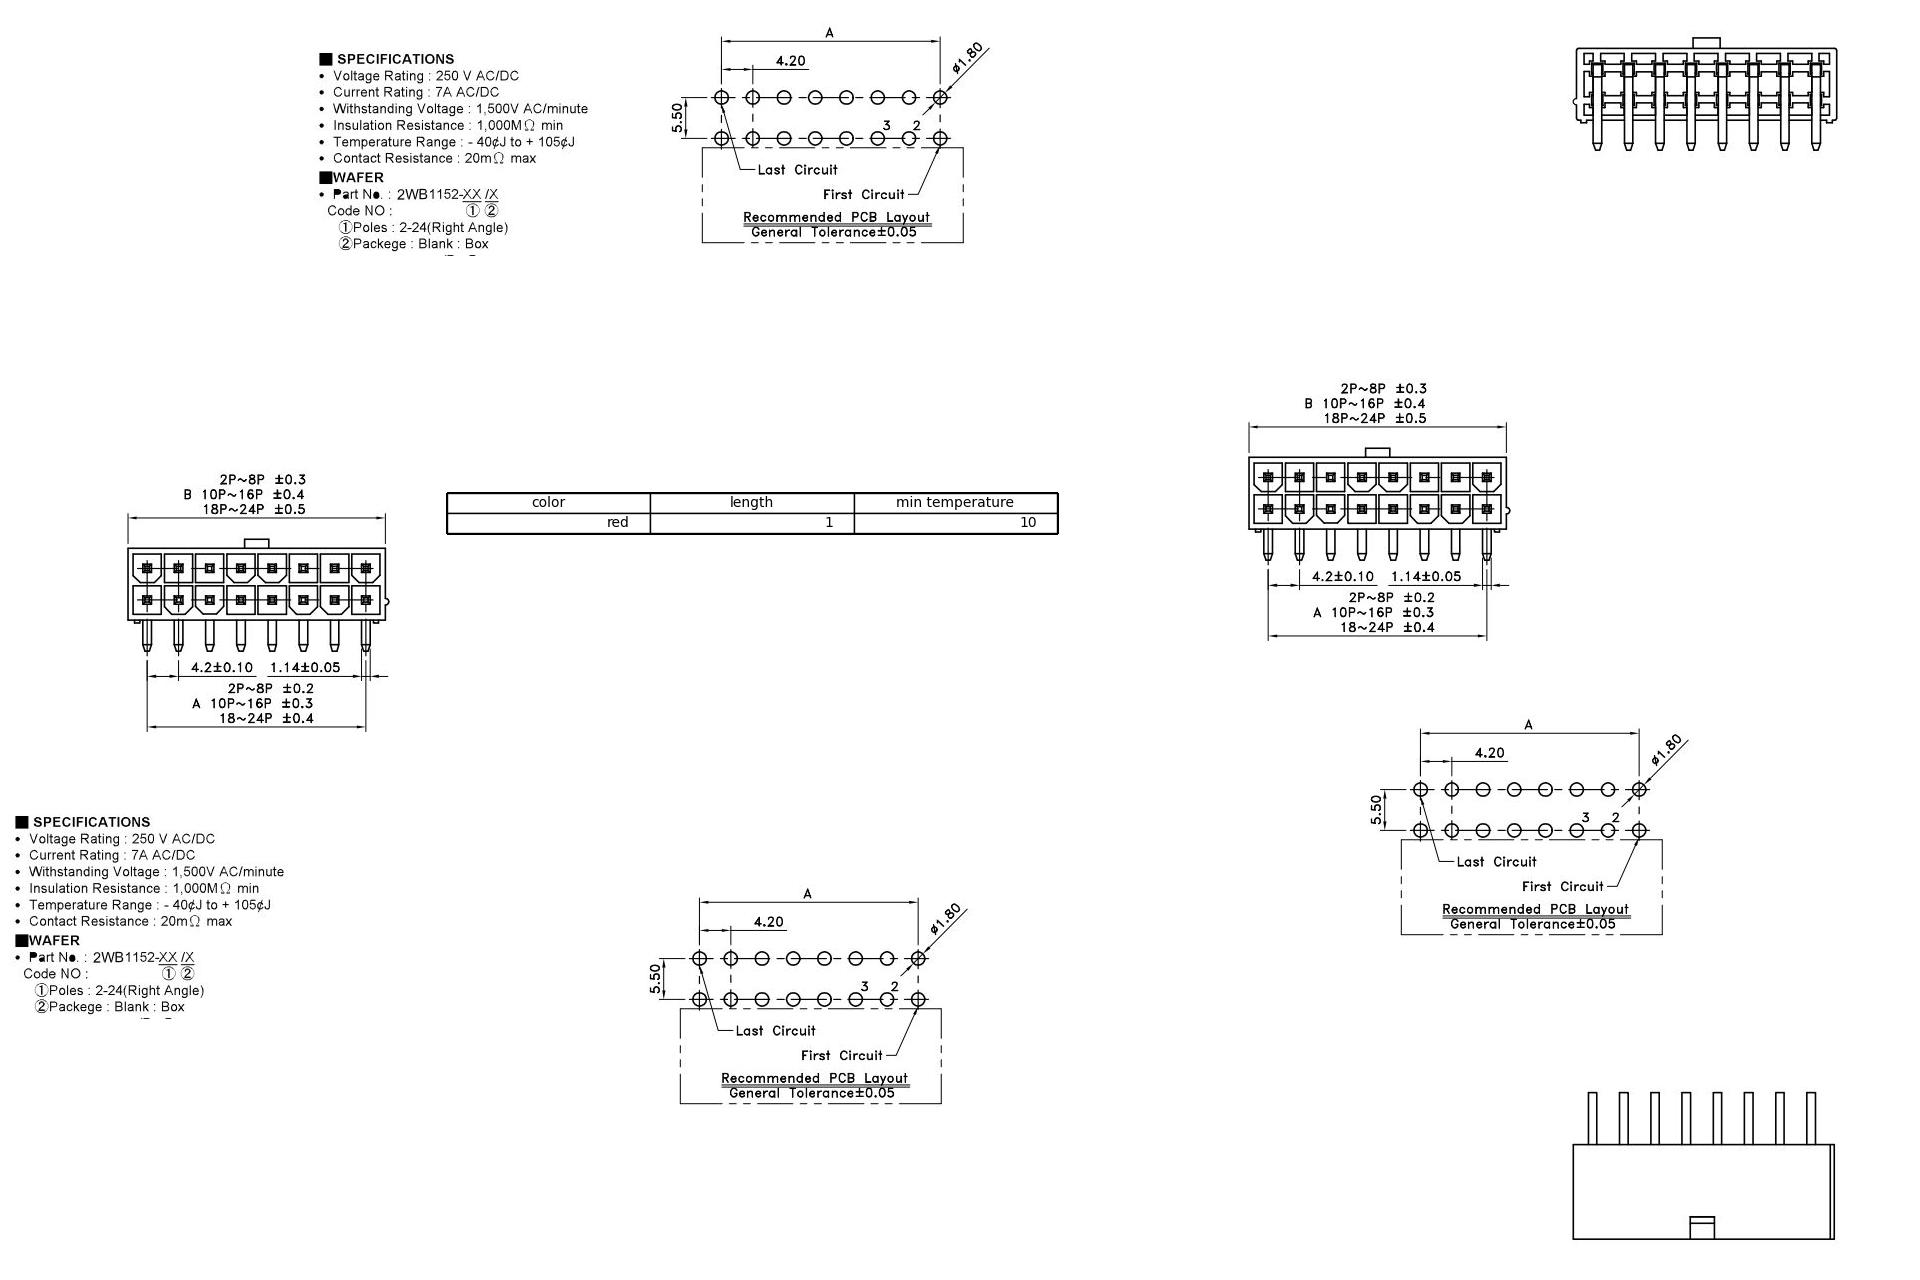 ■ SPECIFICATIONS
• Voltage Rating : 250 V AC/DC
• Current Rating : 7A AC/DC
• Withstanding Voltage : 1,500V AC/minute
• Insulation Resistance : 1,000MΩ min
• Temperature Range : - 40¢J to + 105¢J
• Contact Resistance : 20mΩ max
■WAFER
• Part No. : 2WB1152-XX /X
Code NO : ① ②
①Poles : 2-24(Right Angle)
②Packege : Blank : Box
A
4.20
ø1.80
5.50
3 2
Last Circuit
First Circuit
Recommended PCB Layout
General Tolerance±0.05
2P~8P ±0.3
B 10P~16P ±0.4
18P~24P ±0.5
4.2±0.10 1.14±0.05
2P~8P ±0.2
A 10P~16P ±0.3
18~24P ±0.4
2P~8P ±0.3
B 10P~16P ±0.4
18P~24P ±0.5
4.2±0.10 1.14±0.05
2P~8P ±0.2
A 10P~16P ±0.3
18~24P ±0.4
color length min temperature
red 1 10
A
4.20
ø1.80
5.50
3 2
Last Circuit
First Circuit
Recommended PCB Layout
General Tolerance±0.05
■ SPECIFICATIONS
• Voltage Rating : 250 V AC/DC
• Current Rating : 7A AC/DC
• Withstanding Voltage : 1,500V AC/minute
• Insulation Resistance : 1,000MΩ min
• Temperature Range : - 40¢J to + 105¢J
• Contact Resistance : 20mΩ max
■WAFER
• Part No. : 2WB1152-XX /X
Code NO : ① ②
①Poles : 2-24(Right Angle)
②Packege : Blank : Box
A
4.20
ø1.80
5.50
3 2
Last Circuit
First Circuit
Recommended PCB Layout
General Tolerance±0.05